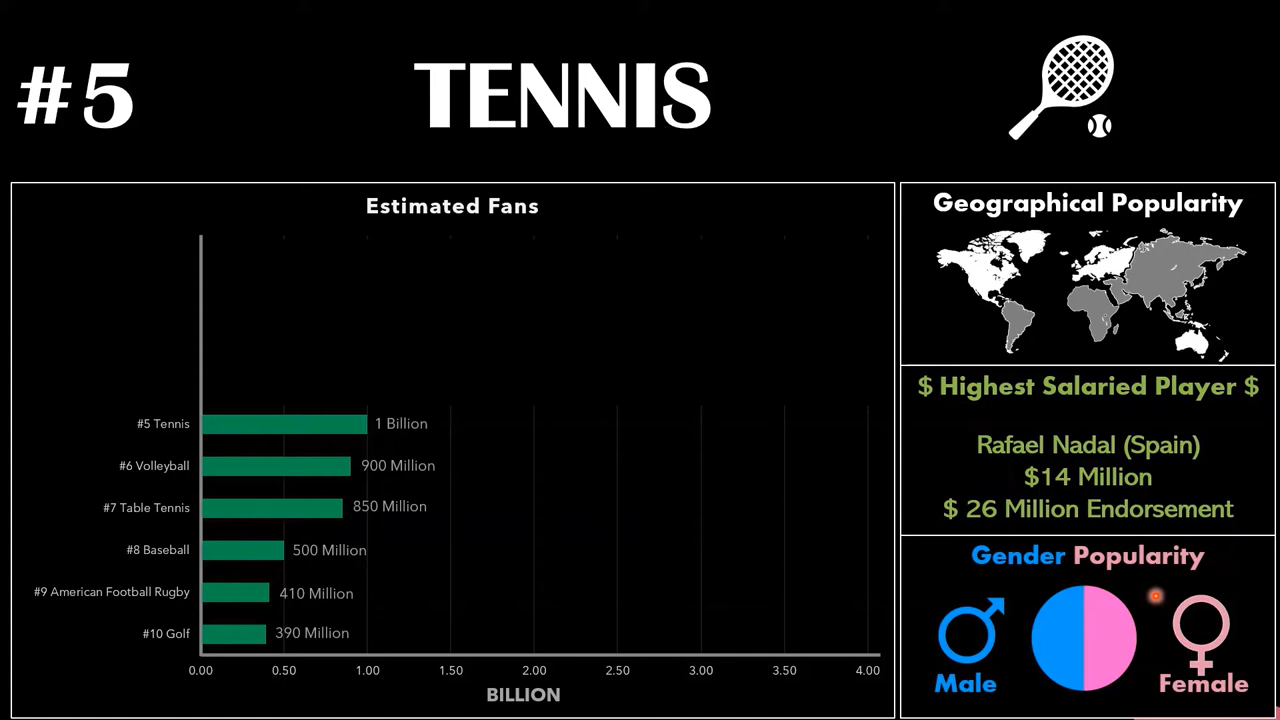 #5
TENNIS
Estimated Fans
#5 Tennis
1 Billion
#6 Volleyball
900 Million
#7 Table Tennis
850 Million
#8 Baseball
500 Million
#9 American Football Rugby
410 Million
#10 Golf
390 Million
0.00 0.50 1.00 1.50 2.00 2.50 3.00 3.50 4.00
BILLION
Geographical Popularity
$ Highest Salaried Player $
Rafael Nadal (Spain)
$14 Million
$ 26 Million Endorsement
Gender Popularity
Male
Female